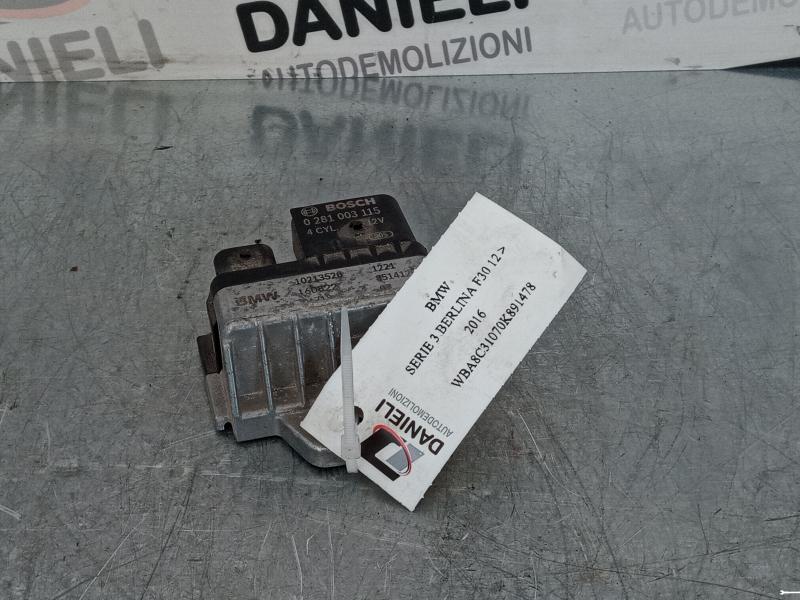 DANIELI
AUTODEMOLIZIONI
DANIELI
AUTODEMOLIZIONI
BOSCH
0 281 003 115
4 CYL. 12V
10213520 1221
BMW
BMW
SERIE 3 BERLINA F30 12>
2016
WBA8C31070K891478
DANIELI
AUTODEMOLIZIONI